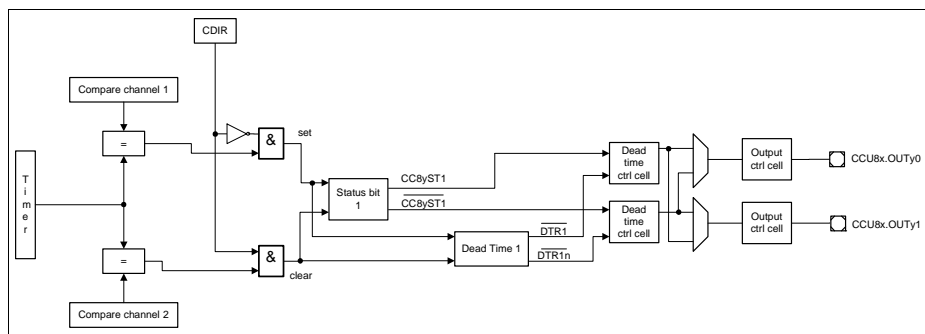 CDIR
Compare channel 1
=
&
set
Timer
Status bit
1
CC8yST1
CC8yST1
Dead
time
ctrl cell
Output
ctrl cell
CCU8x.OUTy0
Dead
time
ctrl cell
Output
ctrl cell
CCU8x.OUTy1
DTR1
Dead Time 1
DTR1n
=
&
clear
Compare channel 2